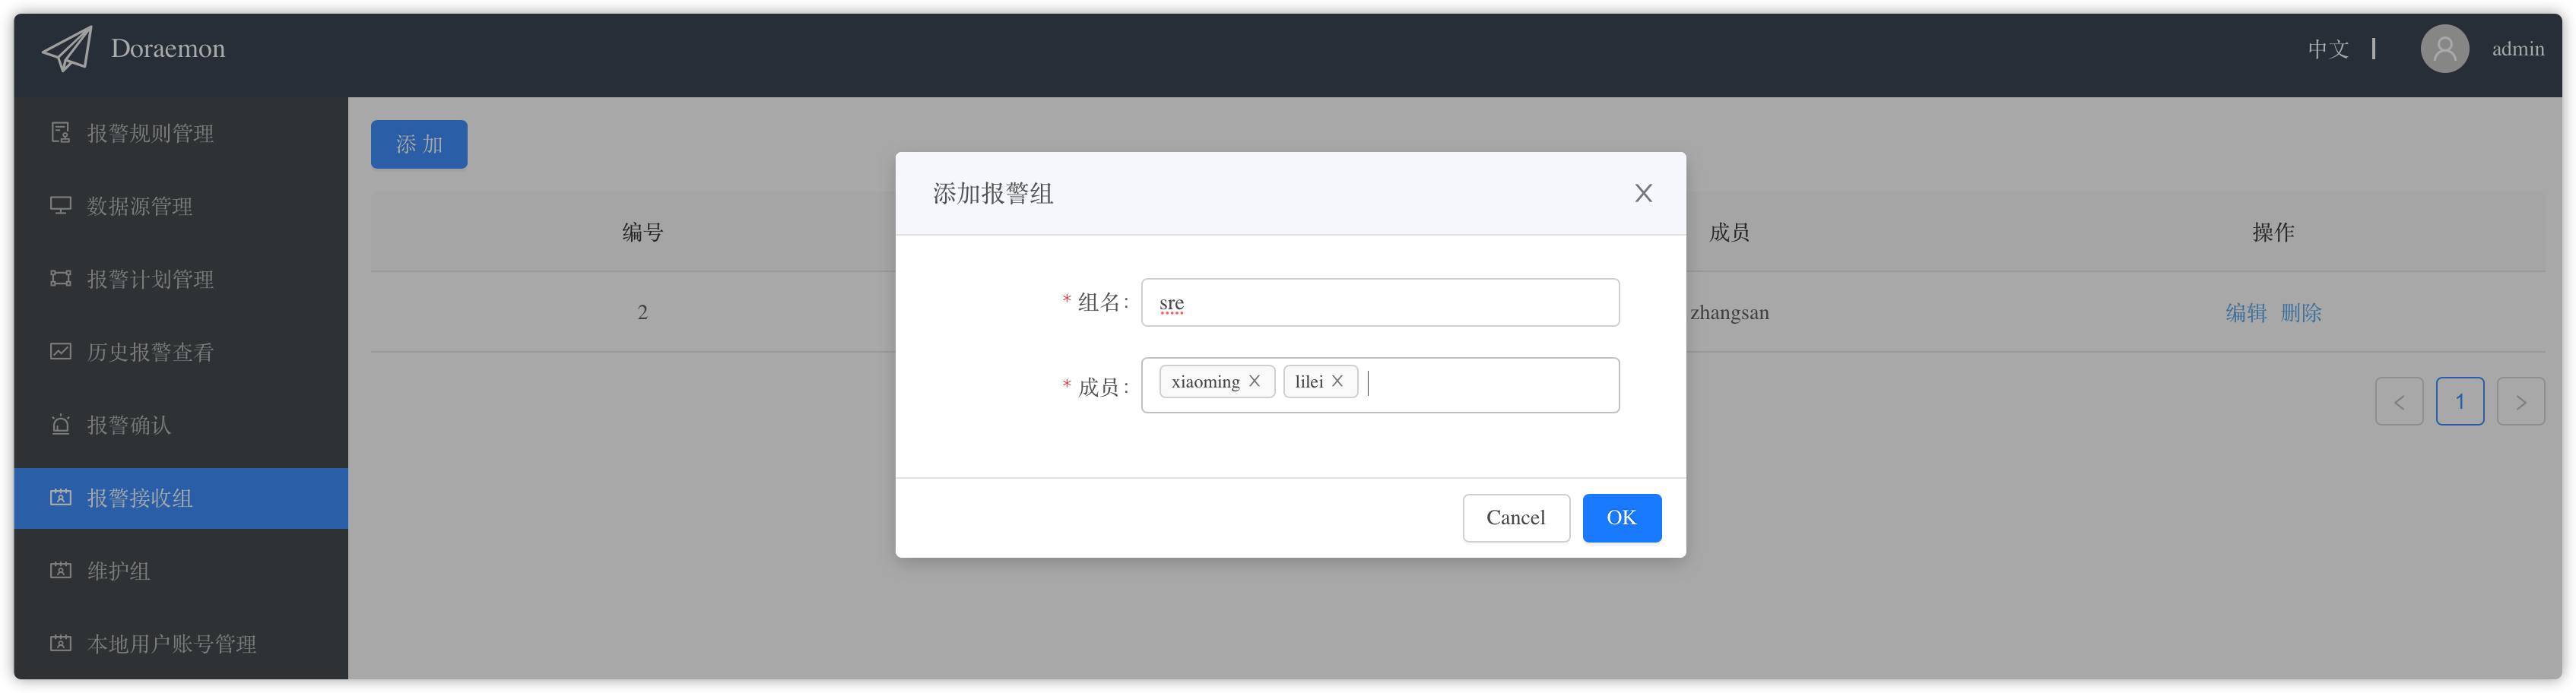 Doraemon
中文
admin
报警规则管理
数据源管理
报警计划管理
历史报警查看
报警确认
报警接收组
维护组
本地用户账号管理
添 加
编号
成员
操作
2
zhangsan
编辑 删除
1
添加报警组
* 组名:
sre
* 成员:
xiaoming
lilei
Cancel
OK